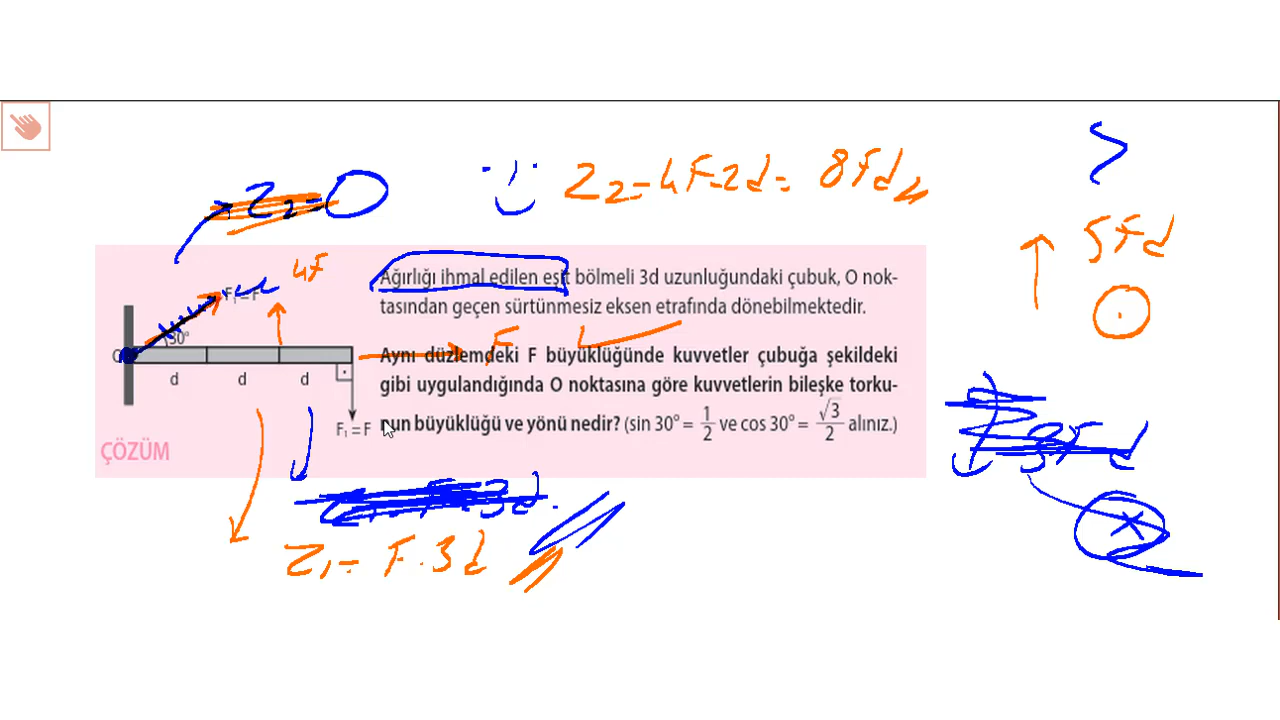 Z₂ = O
Z₂ = 4F · 2d = 8Fd
5Fd
4F
F₁ = F
30°
O
d d d
F₁ = F
F
Ağırlığı ihmal edilen eşit bölmeli 3d uzunluğundaki çubuk, O nok-
tasından geçen sürtünmesiz eksen etrafında dönebilmektedir.
Aynı düzlemdeki F büyüklüğünde kuvvetler çubuğa şekildeki
gibi uygulandığında O noktasına göre kuvvetlerin bileşke torku-
nun büyüklüğü ve yönü nedir? (sin 30° = 1/2 ve cos 30° = √3/2 alınız.)
ÇÖZÜM
3Fd
Z₁ = F · 3d